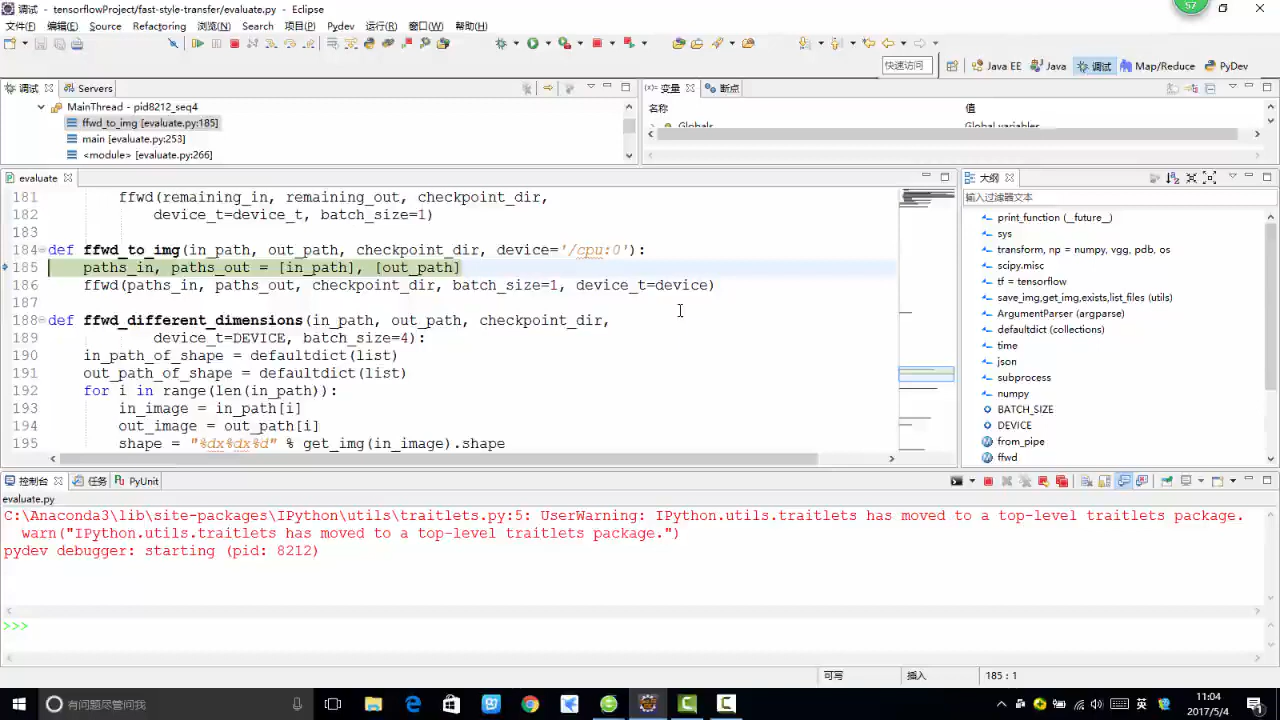 调试 - tensorflowProject/fast-style-transfer/evaluate.py - Eclipse
57
文件(F) 编辑(E) Source Refactoring 浏览(N) Search 项目(P) Pydev 运行(R) 窗口(W) 帮助(H)
快速访问 Java EE Java 调试 Map/Reduce PyDev
调试 Servers
MainThread - pid8212_seq4
ffwd_to_img [evaluate.py:185]
main [evaluate.py:253]
<module> [evaluate.py:266]
(x)= 变量 断点
名称 值
Globals Global variables
evaluate
181 ffwd(remaining_in, remaining_out, checkpoint_dir,
182 device_t=device_t, batch_size=1)
183
184 def ffwd_to_img(in_path, out_path, checkpoint_dir, device='/cpu:0'):
185 paths_in, paths_out = [in_path], [out_path]
186 ffwd(paths_in, paths_out, checkpoint_dir, batch_size=1, device_t=device)
187
188 def ffwd_different_dimensions(in_path, out_path, checkpoint_dir,
189 device_t=DEVICE, batch_size=4):
190 in_path_of_shape = defaultdict(list)
191 out_path_of_shape = defaultdict(list)
192 for i in range(len(in_path)):
193 in_image = in_path[i]
194 out_image = out_path[i]
195 shape = "%dx%dx%d" % get_img(in_image).shape
大纲
输入过滤器文本
print_function (__future__)
sys
transform, np = numpy, vgg, pdb, os
scipy.misc
tf = tensorflow
save_img,get_img,exists,list_files (utils)
ArgumentParser (argparse)
defaultdict (collections)
time
json
subprocess
numpy
BATCH_SIZE
DEVICE
from_pipe
ffwd
控制台 任务 PyUnit
evaluate.py
C:\Anaconda3\lib\site-packages\IPython\utils\traitlets.py:5: UserWarning: IPython.utils.traitlets has moved to a top-level traitlets package.
warn("IPython.utils.traitlets has moved to a top-level traitlets package.")
pydev debugger: starting (pid: 8212)
>>>
可写 插入 185 : 1
有问题尽管问我
英
11:04
2017/5/4